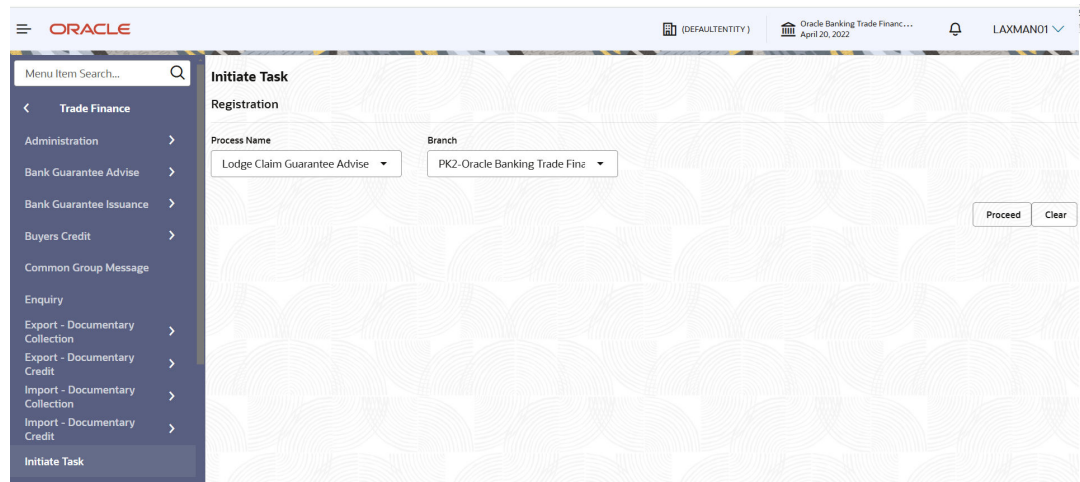 ORACLE
(DEFAULTENTITY )
Oracle Banking Trade Financ...
April 20, 2022
LAXMAN01
Menu Item Search...
Trade Finance
Administration
Bank Guarantee Advise
Bank Guarantee Issuance
Buyers Credit
Common Group Message
Enquiry
Export - Documentary
Collection
Export - Documentary
Credit
Import - Documentary
Collection
Import - Documentary
Credit
Initiate Task
Initiate Task
Registration
Process Name
Branch
Lodge Claim Guarantee Advise
PK2-Oracle Banking Trade Fina
Proceed
Clear